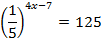 (1/5)^{4x-7} = 125